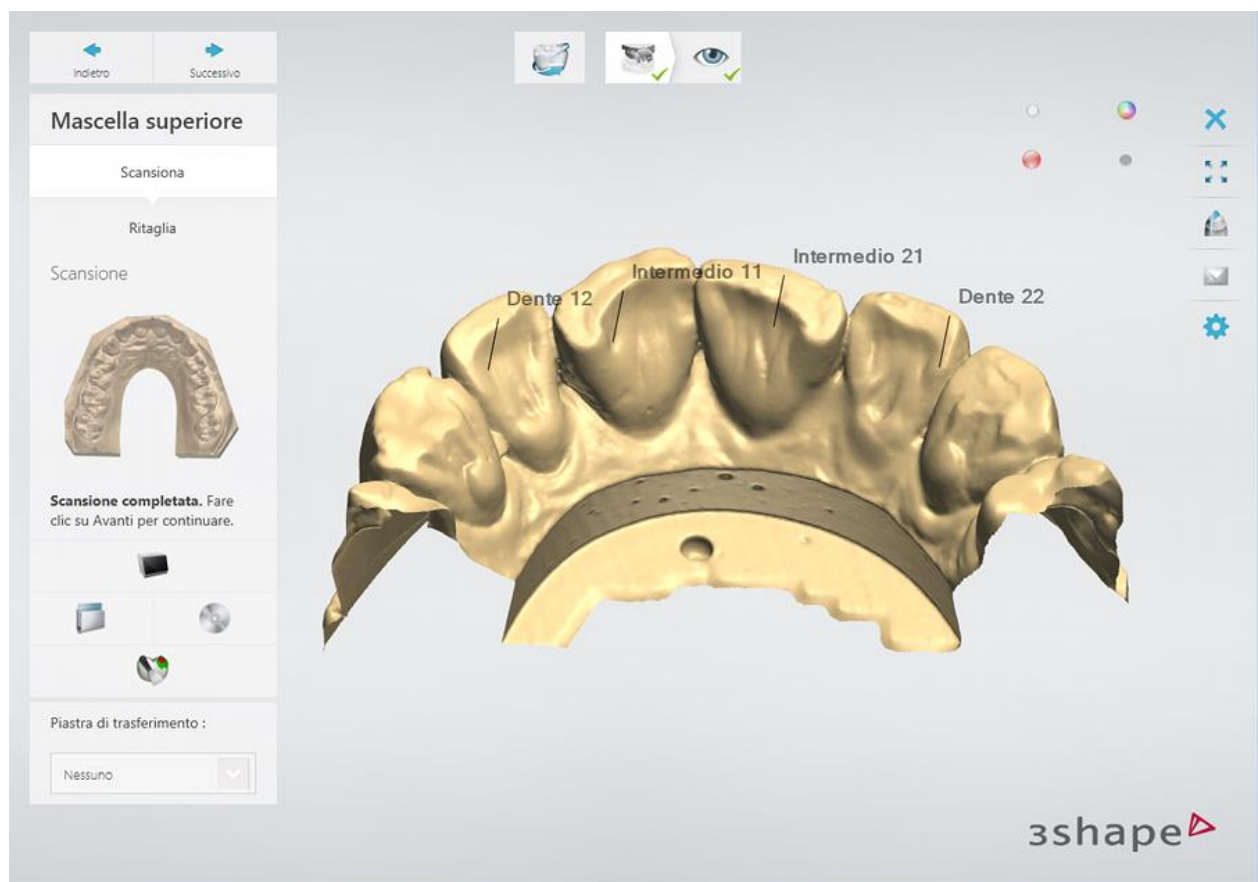 Indietro
Successivo
Mascella superiore
Scansiona
Ritaglia
Scansione
Scansione completata. Fare
clic su Avanti per continuare.
Piastra di trasferimento :
Nessuno
Intermedio 21
Intermedio 11
Dente 12
Dente 22
3shape